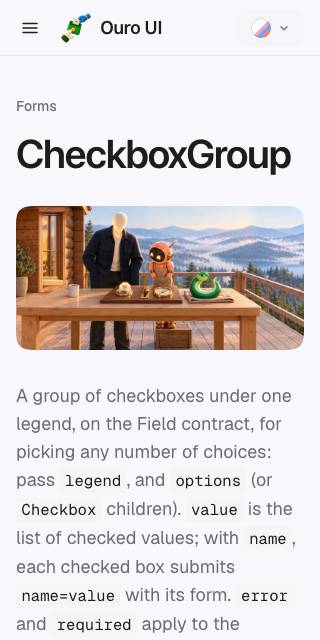 Ouro UI
Forms
CheckboxGroup
A group of checkboxes under one
legend, on the Field contract, for
picking any number of choices:
pass legend , and options (or
Checkbox children). value is the
list of checked values; with name ,
each checked box submits
name=value with its form. error
and required apply to the